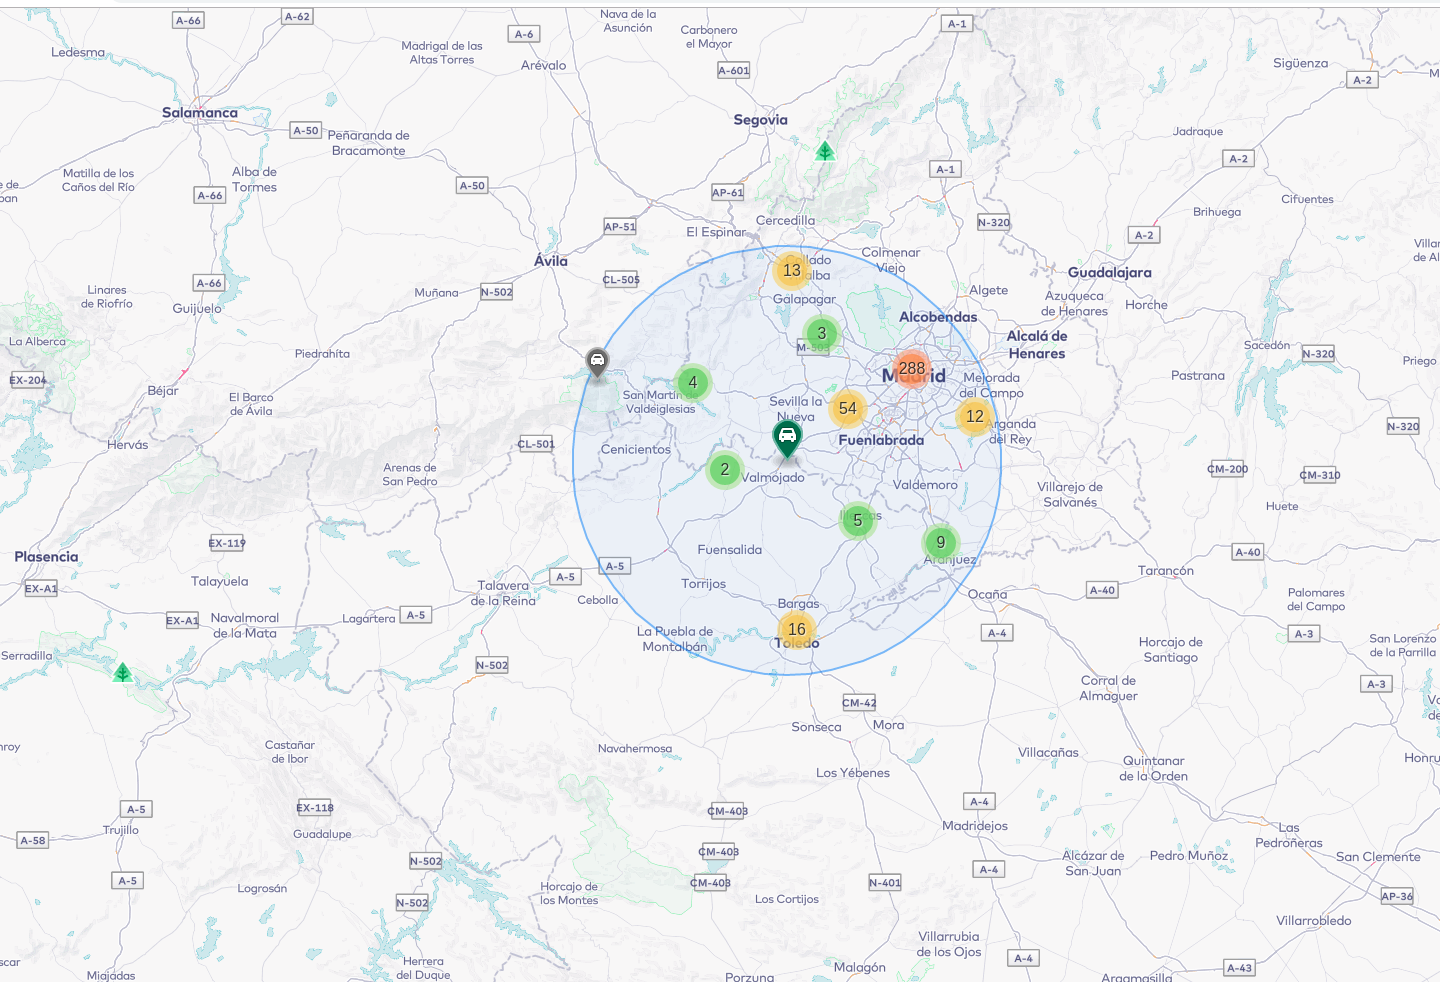 A-66
A-62
Nava de la
Asunción
A-1
Ledesma
A-6
Carbonero
el Mayor
Madrigal de las
Altas Torres
Arévalo
A-601
Sigüenza
A-2
Salamanca
A-50
Peñaranda de
Bracamonte
Segovia
Jadraque
A-2
Matilla de los
Caños del Río
Alba de
Tormes
A-50
A-66
AP-61
A-1
Cifuentes
Brihuega
AP-51
El Espinar
Cercedilla
N-320
A-2
Ávila
Colmenar
Viejo
13
Guadalajara
CL-505
A-66
Linares
de Riofrío
Muñana
N-502
Galapagar
Algete
Azuqueca
de Henares
Horche
Guijuelo
Alcobendas
La Alberca
3
M-503
Alcalá de
Henares
Piedrahíta
Sacedón
N-320
Priego
EX-204
Béjar
4
288
Madrid
Mejorada
del Campo
Pastrana
El Barco
de Ávila
San Martín de
Valdeiglesias
Sevilla la
Nueva
54
12
Arganda
del Rey
N-320
Hervás
CL-501
Cenicientos
Fuenlabrada
Arenas de
San Pedro
2
Valmojado
Valdemoro
CM-200
CM-310
Villarejo de
Salvanés
Huete
5
EX-119
9
Aranjuez
Plasencia
Fuensalida
A-40
EX-A1
Talayuela
A-5
A-5
Torrijos
Tarancón
Talavera
de la Reina
Cebolla
Bargas
Ocaña
A-40
Palomares
del Campo
EX-A1
Navalmoral
de la Mata
Lagartera
A-5
16
Toledo
La Puebla de
Montalbán
A-4
A-3
Horcajo de
Santiago
San Lorenzo
de la Parrilla
Serradilla
N-502
Corral de
Almaguer
A-3
CM-42
Sonseca
Mora
Castañar
de Ibor
Navahermosa
Villacañas
Quintanar
de la Orden
Los Yébenes
A-5
EX-118
CM-403
A-4
Trujillo
Guadalupe
Madridejos
Las
Pedroñeras
A-58
N-502
CM-403
Alcázar de
San Juan
Pedro Muñoz
San Clemente
A-5
Logrosán
N-502
Horcajo de
los Montes
CM-403
Los Cortijos
N-401
A-4
AP-36
Villarrobledo
Villarrubia
de los Ojos
A-4
Herrera
del Duque
Miajadas
Porzuna
Malagón
A-43
Argamasilla